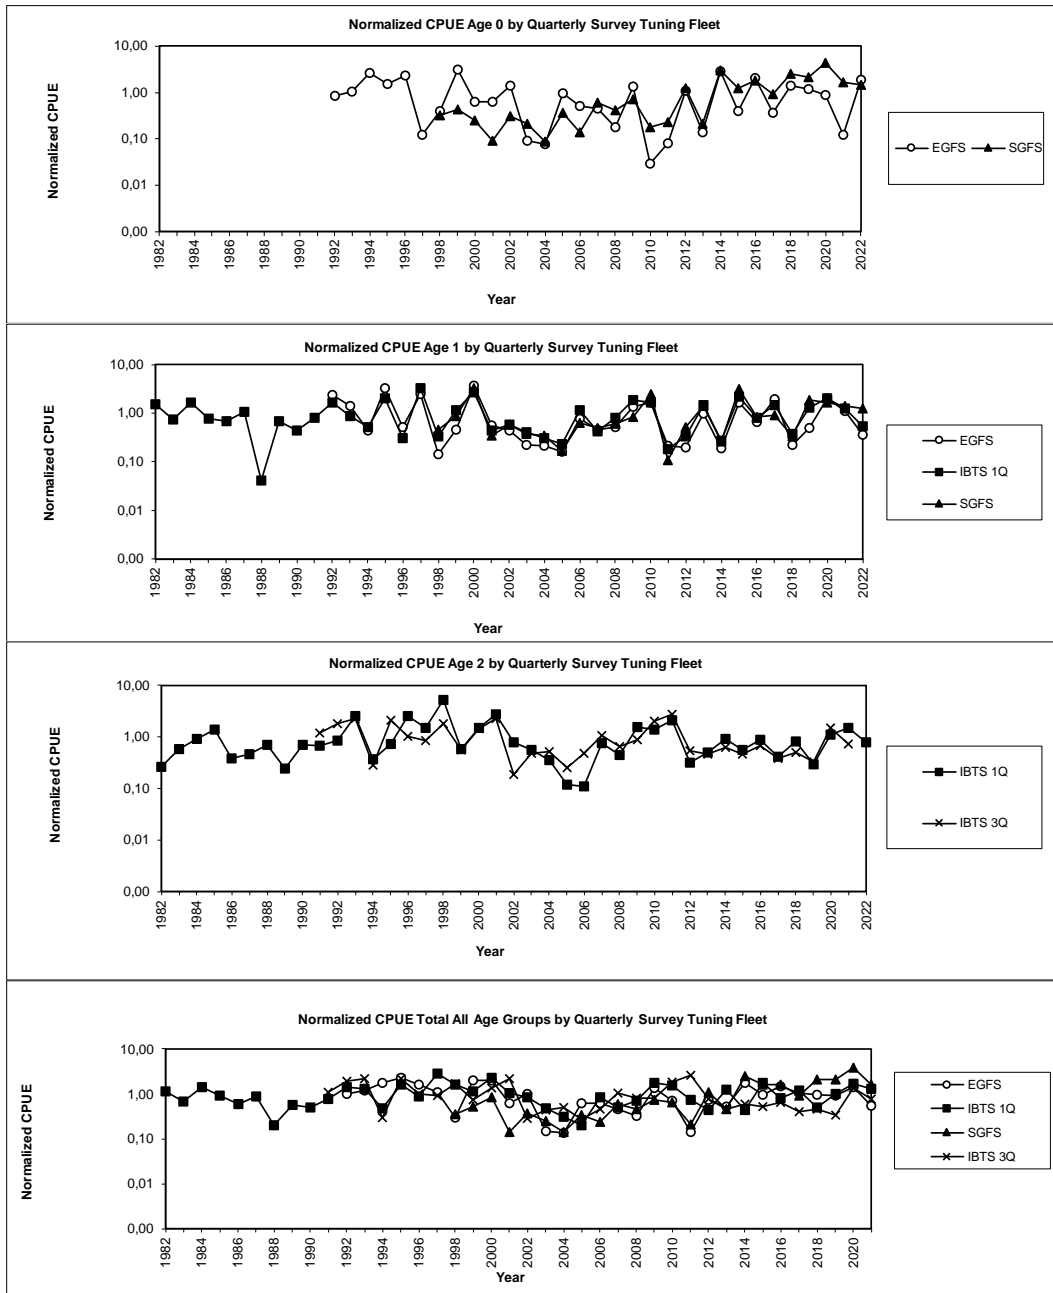 Normalized CPUE Age 0 by Quarterly Survey Tuning Fleet
10,00
1,00
0,10
0,01
0,00
Normalized CPUE
1982 1984 1986 1988 1990 1992 1994 1996 1998 2000 2002 2004 2006 2008 2010 2012 2014 2016 2018 2020 2022
Year
EGFS SGFS
Normalized CPUE Age 1 by Quarterly Survey Tuning Fleet
10,00
1,00
0,10
0,01
0,00
Normalized CPUE
1982 1984 1986 1988 1990 1992 1994 1996 1998 2000 2002 2004 2006 2008 2010 2012 2014 2016 2018 2020 2022
Year
EGFS
IBTS 1Q
SGFS
Normalized CPUE Age 2 by Quarterly Survey Tuning Fleet
10,00
1,00
0,10
0,01
0,00
Normalized CPUE
1982 1984 1986 1988 1990 1992 1994 1996 1998 2000 2002 2004 2006 2008 2010 2012 2014 2016 2018 2020 2022
Year
IBTS 1Q
IBTS 3Q
Normalized CPUE Total All Age Groups by Quarterly Survey Tuning Fleet
10,00
1,00
0,10
0,01
0,00
Normalized CPUE
1982 1984 1986 1988 1990 1992 1994 1996 1998 2000 2002 2004 2006 2008 2010 2012 2014 2016 2018 2020
Year
EGFS
IBTS 1Q
SGFS
IBTS 3Q